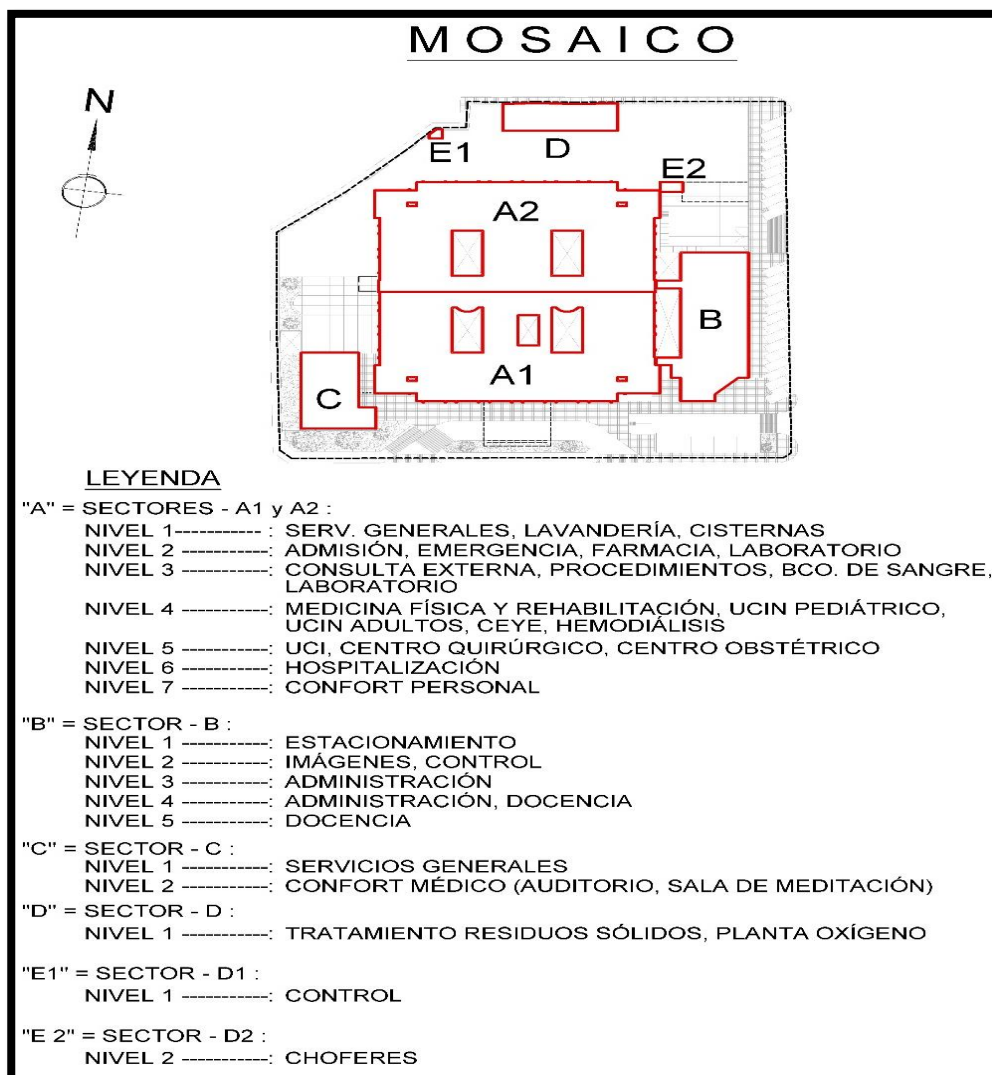 MOSAICO
N
E1
D
E2
A2
B
A1
C
LEYENDA
"A" = SECTORES - A1 y A2 :
NIVEL 1----------- : SERV. GENERALES, LAVANDERÍA, CISTERNAS
NIVEL 2 -----------: ADMISIÓN, EMERGENCIA, FARMACIA, LABORATORIO
NIVEL 3 -----------: CONSULTA EXTERNA, PROCEDIMIENTOS, BCO. DE SANGRE,
LABORATORIO
NIVEL 4 -----------: MEDICINA FÍSICA Y REHABILITACIÓN, UCIN PEDIÁTRICO,
UCIN ADULTOS, CEYE, HEMODIÁLISIS
NIVEL 5 -----------: UCI, CENTRO QUIRÚRGICO, CENTRO OBSTÉTRICO
NIVEL 6 -----------: HOSPITALIZACIÓN
NIVEL 7 -----------: CONFORT PERSONAL
"B" = SECTOR - B :
NIVEL 1 -----------: ESTACIONAMIENTO
NIVEL 2 -----------: IMÁGENES, CONTROL
NIVEL 3 -----------: ADMINISTRACIÓN
NIVEL 4 -----------: ADMINISTRACIÓN, DOCENCIA
NIVEL 5 -----------: DOCENCIA
"C" = SECTOR - C :
NIVEL 1 -----------: SERVICIOS GENERALES
NIVEL 2 -----------: CONFORT MÉDICO (AUDITORIO, SALA DE MEDITACIÓN)
"D" = SECTOR - D :
NIVEL 1 -----------: TRATAMIENTO RESIDUOS SÓLIDOS, PLANTA OXÍGENO
"E1" = SECTOR - D1 :
NIVEL 1 -----------: CONTROL
"E 2" = SECTOR - D2 :
NIVEL 2 -----------: CHOFERES